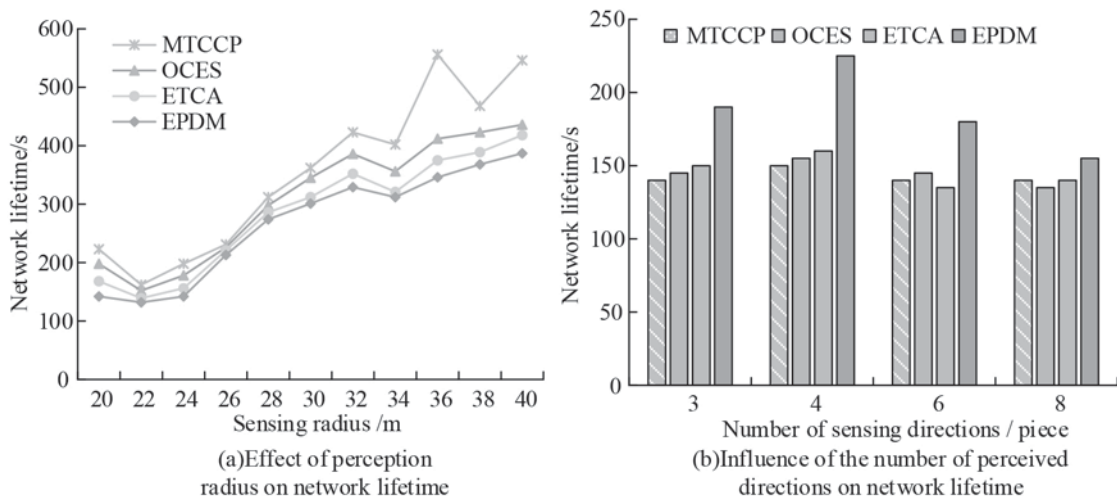 MTCCP
OCES
ETCA
EPDM
Network lifetime/s
600
500
400
300
200
100
0
20 22 24 26 28 30 32 34 36 38 40
Sensing radius /m
(a)Effect of perception
radius on network lifetime
MTCCP OCES ETCA EPDM
Network lifetime/s
250
200
150
100
50
0
3 4 6 8
Number of sensing directions / piece
(b)Influence of the number of perceived
directions on network lifetime